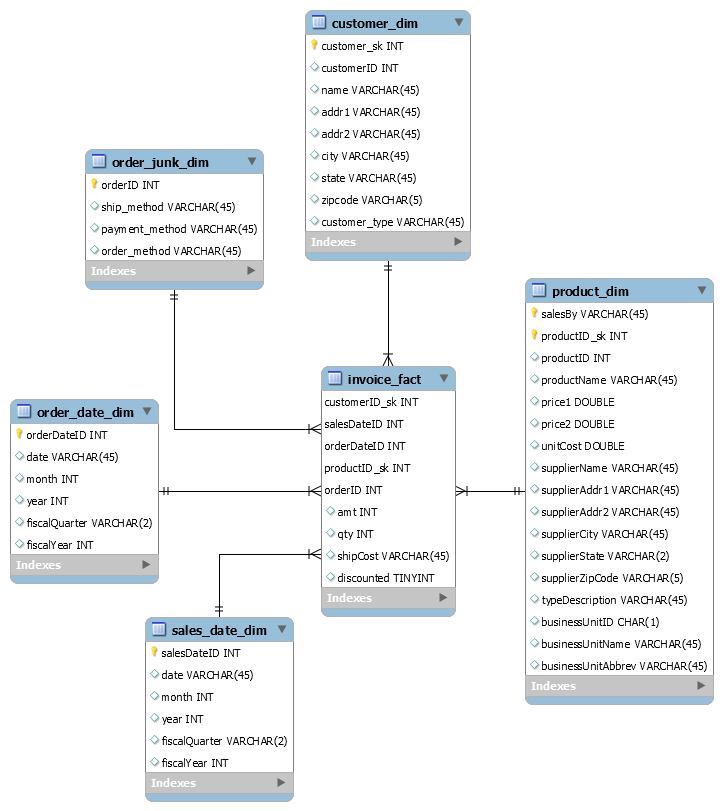 customer_dim
customer_sk INT
customerID INT
name VARCHAR(45)
addr1 VARCHAR(45)
addr2 VARCHAR(45)
city VARCHAR(45)
state VARCHAR(45)
zipcode VARCHAR(5)
customer_type VARCHAR(45)
Indexes
order_junk_dim
orderID INT
ship_method VARCHAR(45)
payment_method VARCHAR(45)
order_method VARCHAR(45)
Indexes
product_dim
salesBy VARCHAR(45)
productID_sk INT
productID INT
productName VARCHAR(45)
price1 DOUBLE
price2 DOUBLE
unitCost DOUBLE
supplierName VARCHAR(45)
supplierAddr1 VARCHAR(45)
supplierAddr2 VARCHAR(45)
supplierCity VARCHAR(45)
supplierState VARCHAR(2)
supplierZipCode VARCHAR(5)
typeDescription VARCHAR(45)
businessUnitID CHAR(1)
businessUnitName VARCHAR(45)
businessUnitAbbrev VARCHAR(45)
Indexes
invoice_fact
customerID_sk INT
salesDateID INT
orderDateID INT
productID_sk INT
orderID INT
amt INT
qty INT
shipCost VARCHAR(45)
discounted TINYINT
Indexes
order_date_dim
orderDateID INT
date VARCHAR(45)
month INT
year INT
fiscalQuarter VARCHAR(2)
fiscalYear INT
Indexes
sales_date_dim
salesDateID INT
date VARCHAR(45)
month INT
year INT
fiscalQuarter VARCHAR(2)
fiscalYear INT
Indexes